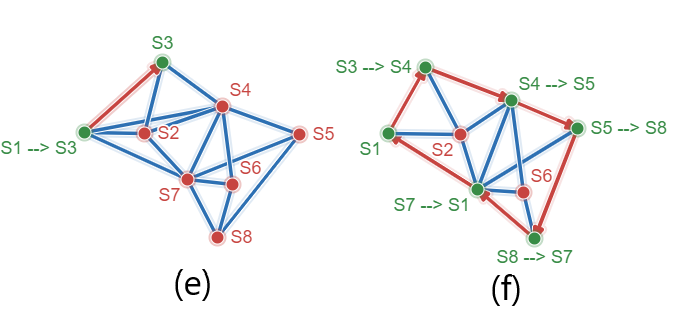 S3
S4
S1 --> S3
S2
S5
S6
S7
S8
(e)
S3 --> S4
S4 --> S5
S1
S2
S5 --> S8
S6
S7 --> S1
S8 --> S7
(f)